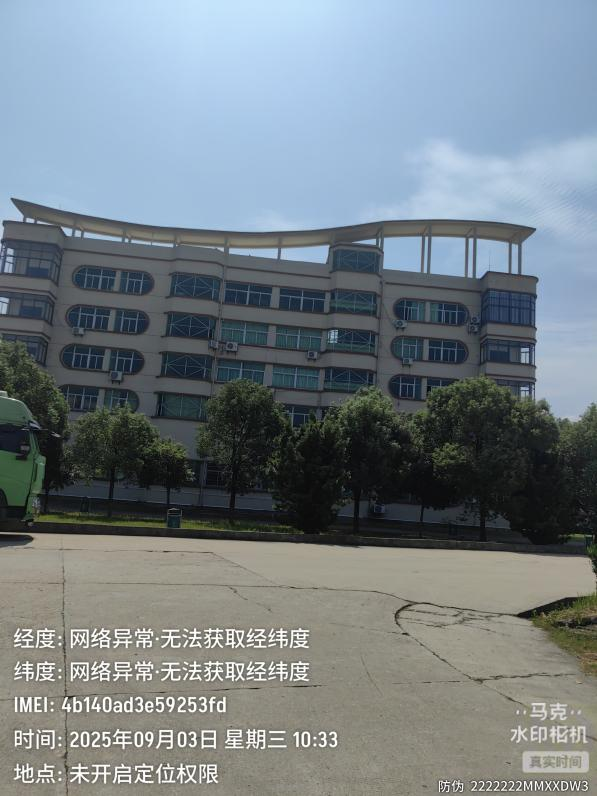 经度: 网络异常·无法获取经纬度
纬度: 网络异常·无法获取经纬度
IMEI: 4b140ad3e59253fd
时间: 2025年09月03日 星期三 10:33
地点: 未开启定位权限
马克
水印相机
真实时间
防伪 2222222MMXXDW3